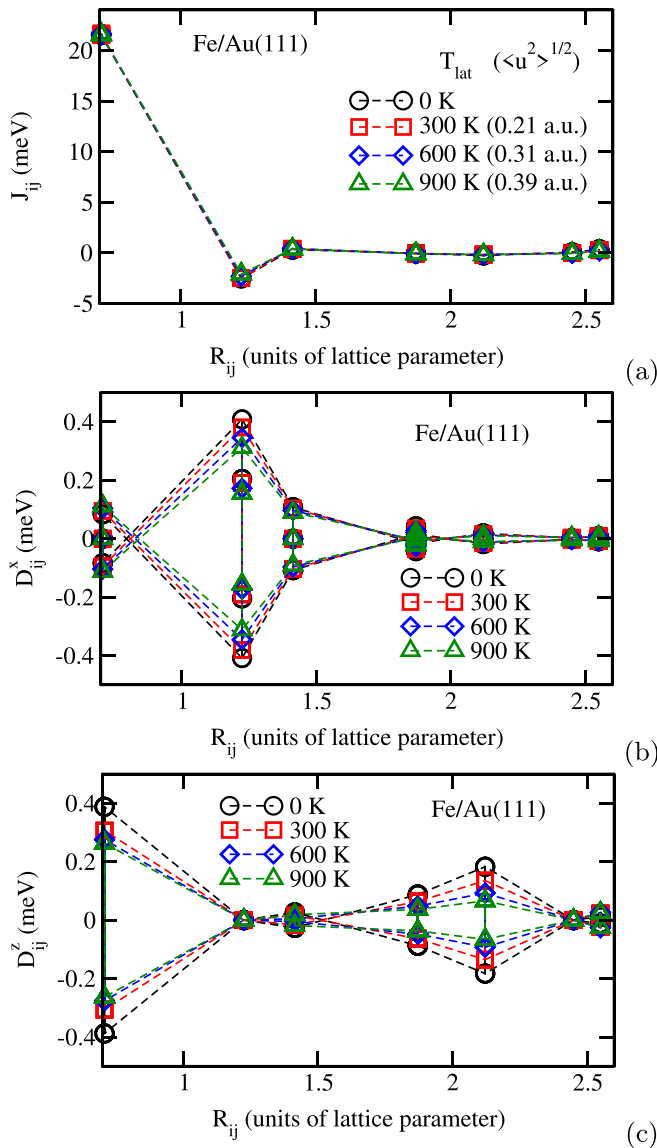 Fe/Au(111)
T_lat (<u²>^1/2)
0 K
300 K (0.21 a.u.)
600 K (0.31 a.u.)
900 K (0.39 a.u.)
J_ij (meV)
20
15
10
5
0
-5
1 1.5 2 2.5
R_ij (units of lattice parameter)
(a)
Fe/Au(111)
D_ij^x (meV)
0.4
0.2
0
-0.2
-0.4
0 K
300 K
600 K
900 K
1 1.5 2 2.5
R_ij (units of lattice parameter)
(b)
Fe/Au(111)
0 K
300 K
600 K
900 K
D_ij^z (meV)
0.4
0.2
0
-0.2
-0.4
1 1.5 2 2.5
R_ij (units of lattice parameter)
(c)